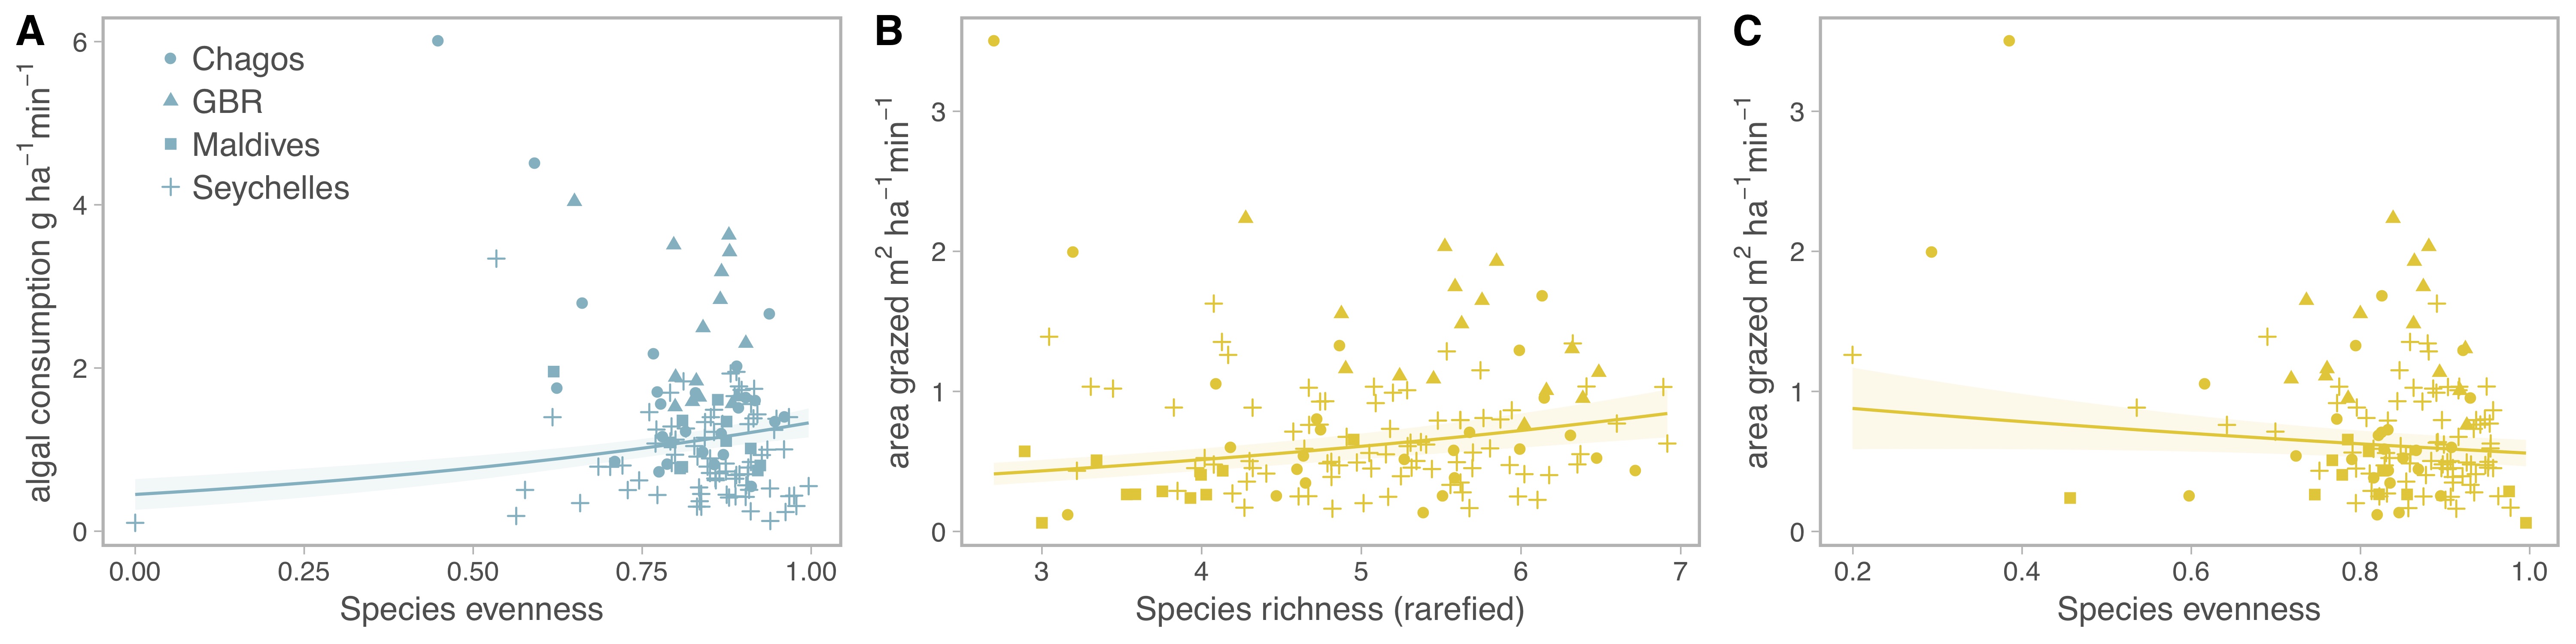 A
algal consumption g ha⁻¹min⁻¹
6
4
2
0
Chagos
GBR
Maldives
Seychelles
0.00 0.25 0.50 0.75 1.00
Species evenness
B
area grazed m² ha⁻¹min⁻¹
3
2
1
0
3 4 5 6 7
Species richness (rarefied)
C
area grazed m² ha⁻¹min⁻¹
3
2
1
0
0.2 0.4 0.6 0.8 1.0
Species evenness